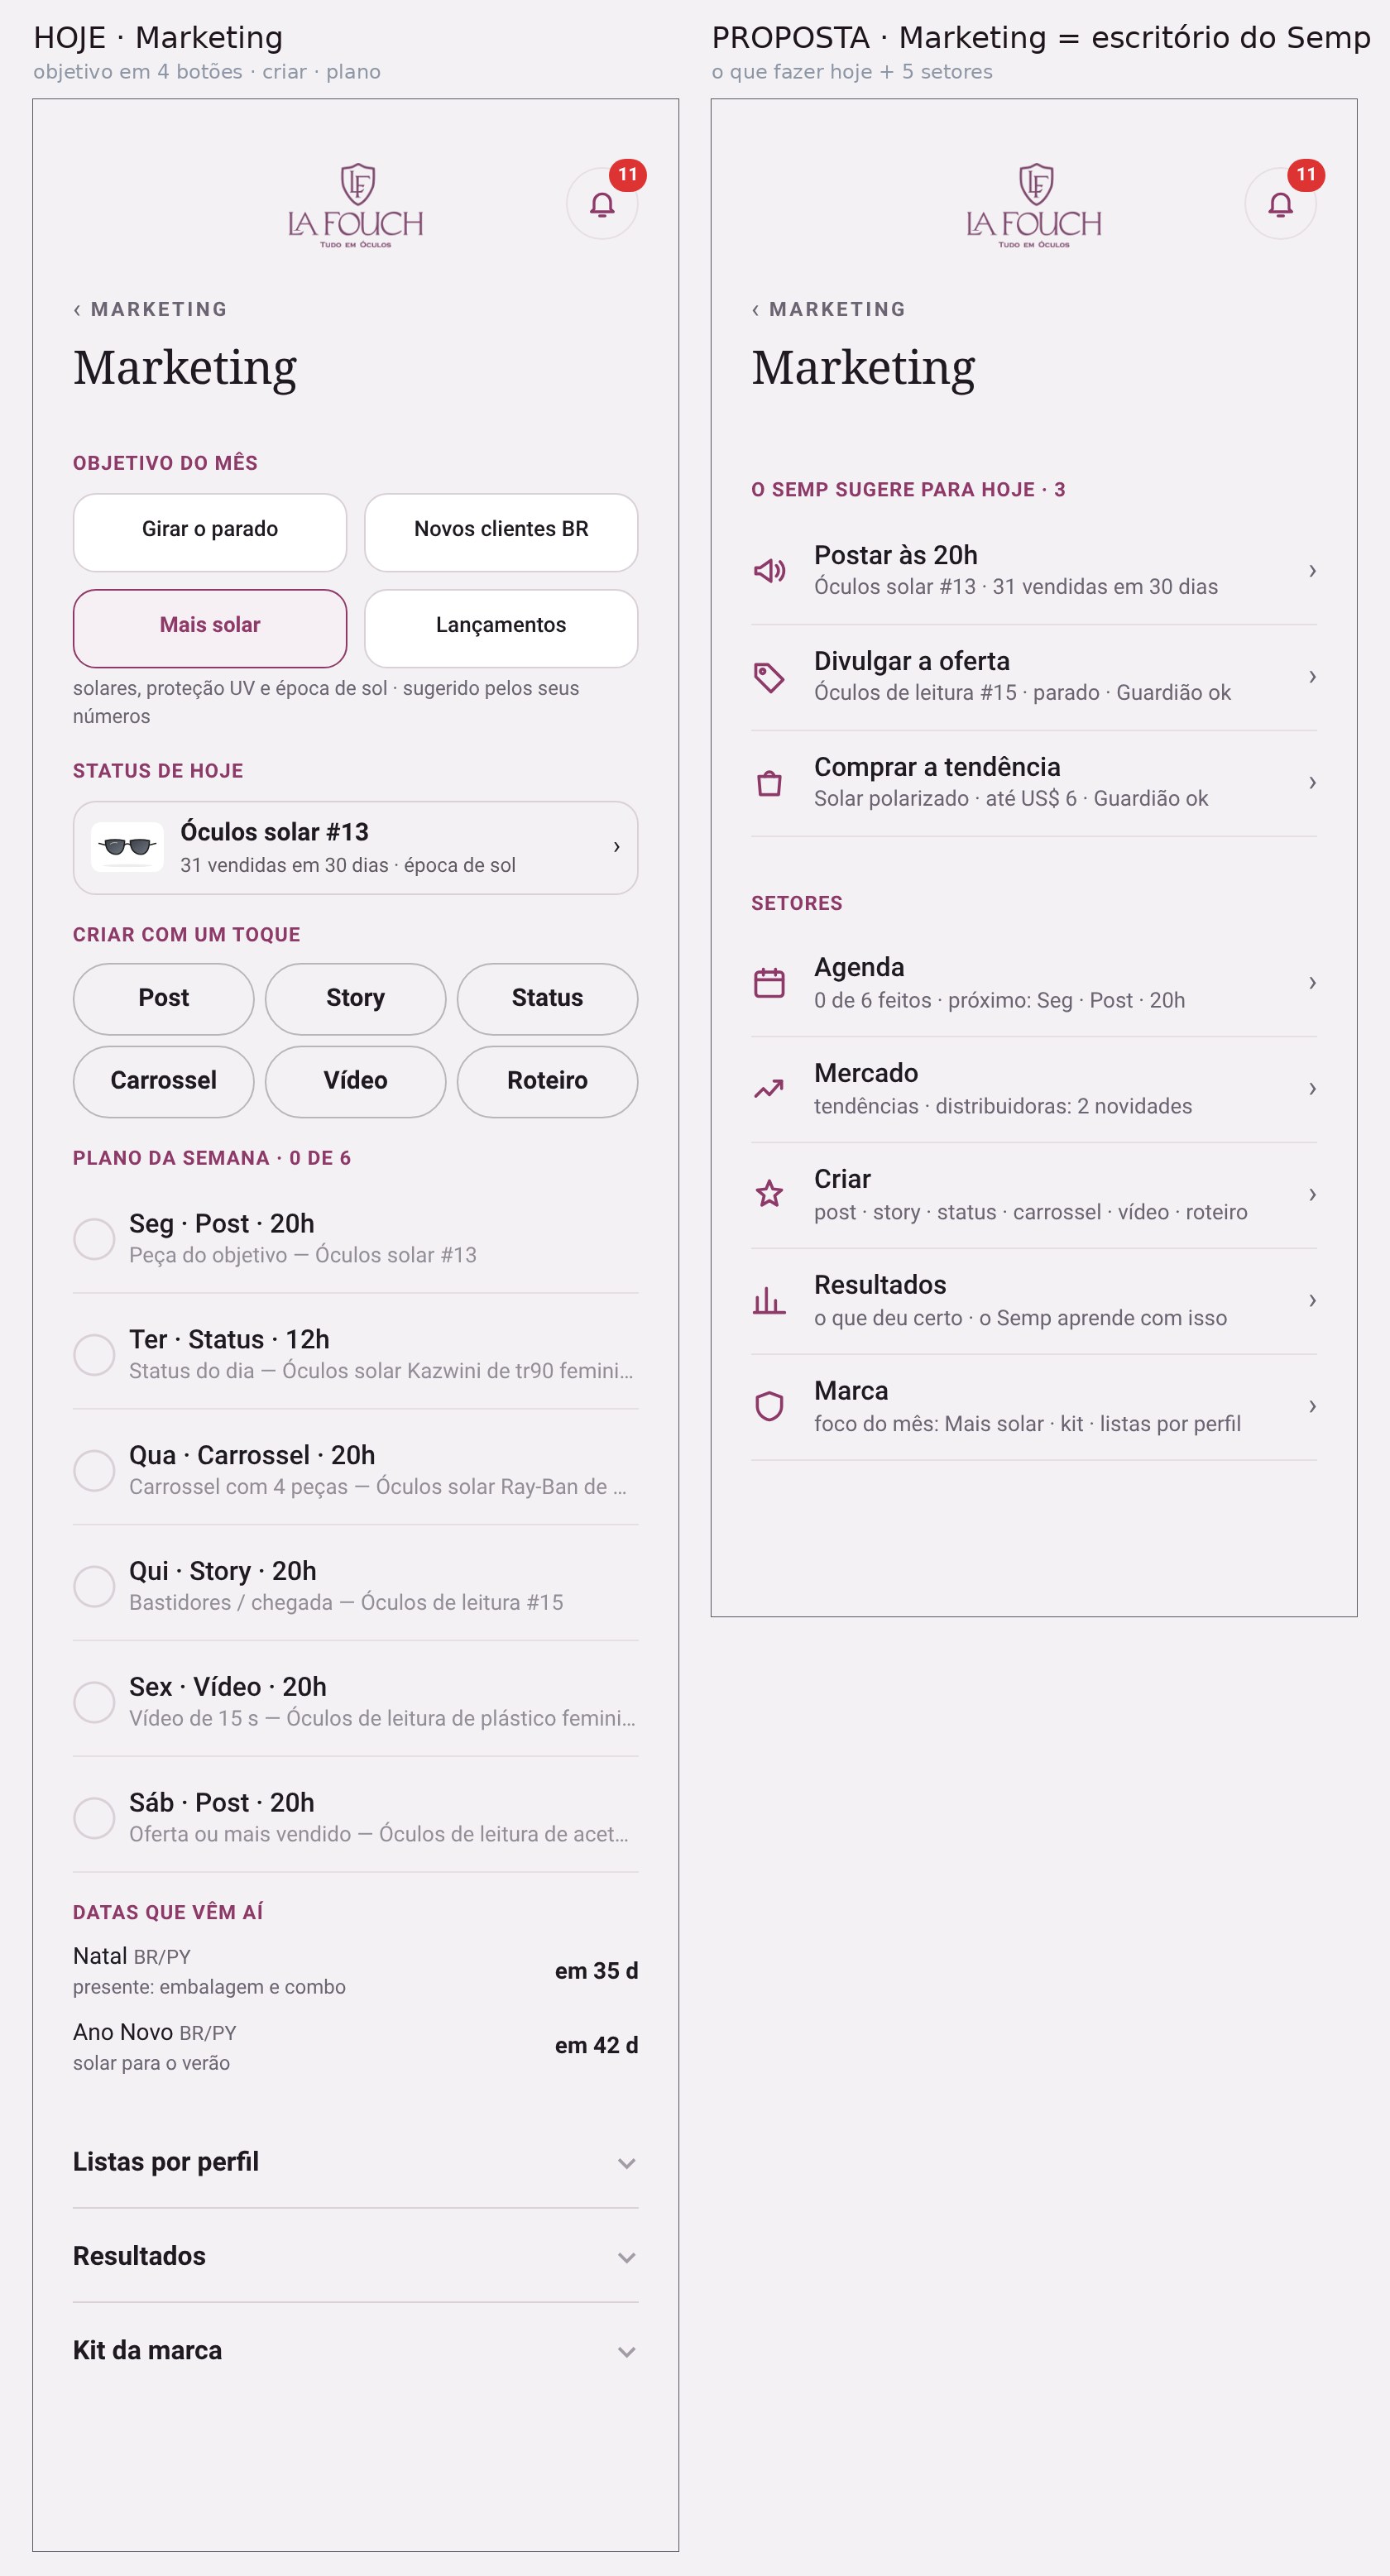 HOJE · Marketing
objetivo em 4 botões · criar · plano
LF
LA FOUCH
TUDO EM ÓCULOS
11
‹ MARKETING
Marketing
OBJETIVO DO MÊS
Girar o parado
Novos clientes BR
Mais solar
Lançamentos
solares, proteção UV e época de sol · sugerido pelos seus
números
STATUS DE HOJE
Óculos solar #13
31 vendidas em 30 dias · época de sol
›
CRIAR COM UM TOQUE
Post
Story
Status
Carrossel
Vídeo
Roteiro
PLANO DA SEMANA · 0 DE 6
Seg · Post · 20h
Peça do objetivo — Óculos solar #13
Ter · Status · 12h
Status do dia — Óculos solar Kazwini de tr90 femini...
Qua · Carrossel · 20h
Carrossel com 4 peças — Óculos solar Ray-Ban de ...
Qui · Story · 20h
Bastidores / chegada — Óculos de leitura #15
Sex · Vídeo · 20h
Vídeo de 15 s — Óculos de leitura de plástico femini...
Sáb · Post · 20h
Oferta ou mais vendido — Óculos de leitura de acet...
DATAS QUE VÊM AÍ
Natal BR/PY
presente: embalagem e combo
em 35 d
Ano Novo BR/PY
solar para o verão
em 42 d
Listas por perfil
Resultados
Kit da marca
PROPOSTA · Marketing = escritório do Semp
o que fazer hoje + 5 setores
LF
LA FOUCH
TUDO EM ÓCULOS
11
‹ MARKETING
Marketing
O SEMP SUGERE PARA HOJE · 3
Postar às 20h
Óculos solar #13 · 31 vendidas em 30 dias
›
Divulgar a oferta
Óculos de leitura #15 · parado · Guardião ok
›
Comprar a tendência
Solar polarizado · até US$ 6 · Guardião ok
›
SETORES
Agenda
0 de 6 feitos · próximo: Seg · Post · 20h
›
Mercado
tendências · distribuidoras: 2 novidades
›
Criar
post · story · status · carrossel · vídeo · roteiro
›
Resultados
o que deu certo · o Semp aprende com isso
›
Marca
foco do mês: Mais solar · kit · listas por perfil
›